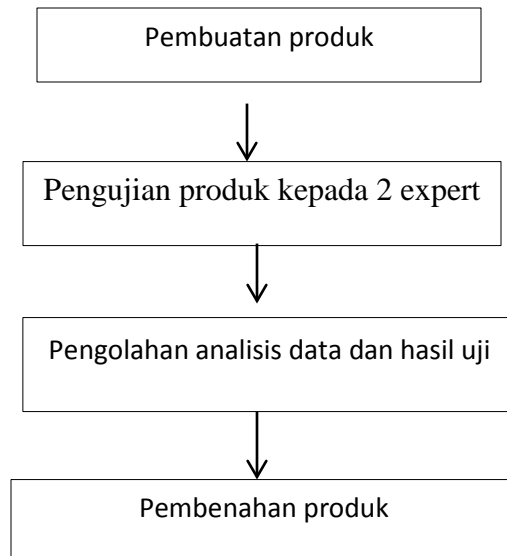 Pembuatan produk
Pengujian produk kepada 2 expert
Pengolahan analisis data dan hasil uji
Pembenahan produk